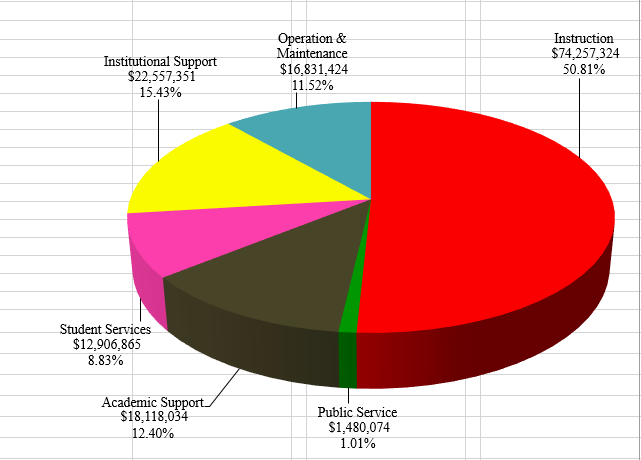 Operation &
Maintenance
$16,831,424
11.52%
Instruction
$74,257,324
50.81%
Institutional Support
$22,557,351
15.43%
Student Services
$12,906,865
8.83%
Academic Support
$18,118,034
12.40%
Public Service
$1,480,074
1.01%